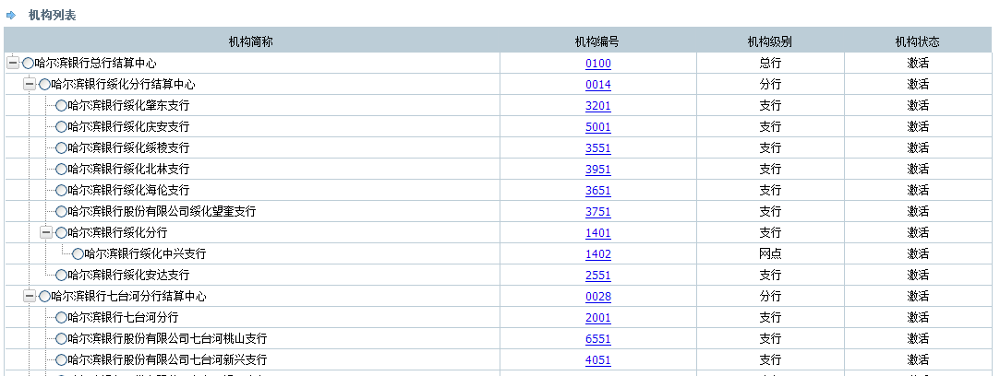 机构列表
机构简称 机构编号 机构级别 机构状态
哈尔滨银行总行结算中心 0100 总行 激活
哈尔滨银行绥化分行结算中心 0014 分行 激活
哈尔滨银行绥化肇东支行 3201 支行 激活
哈尔滨银行绥化庆安支行 5001 支行 激活
哈尔滨银行绥化绥棱支行 3551 支行 激活
哈尔滨银行绥化北林支行 3951 支行 激活
哈尔滨银行绥化海伦支行 3651 支行 激活
哈尔滨银行股份有限公司绥化望奎支行 3751 支行 激活
哈尔滨银行绥化分行 1401 支行 激活
哈尔滨银行绥化中兴支行 1402 网点 激活
哈尔滨银行绥化安达支行 2551 支行 激活
哈尔滨银行七台河分行结算中心 0028 分行 激活
哈尔滨银行七台河分行 2001 支行 激活
哈尔滨银行股份有限公司七台河桃山支行 6551 支行 激活
哈尔滨银行股份有限公司七台河新兴支行 4051 支行 激活